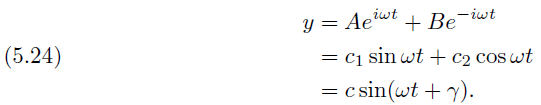 y = Ae^{iωt} + Be^{-iωt}
(5.24) = c_1 sin ωt + c_2 cos ωt
= c sin(ωt + γ).